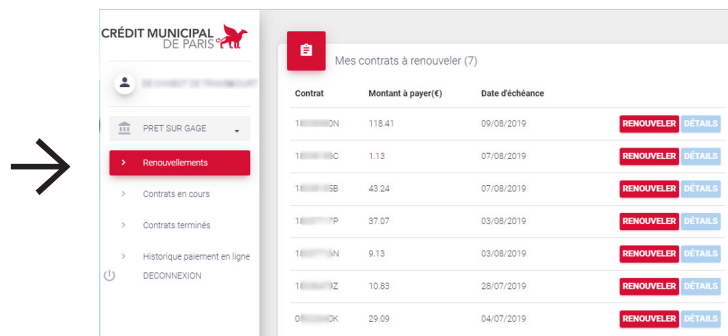 CRÉDIT MUNICIPAL
DE PARIS
Mes contrats à renouveler (7)
PRET SUR GAGE
Renouvellements
Contrats en cours
Contrats terminés
Historique paiement en ligne
DECONNEXION
Contrat Montant à payer(€) Date d'échéance
118.41 09/08/2019 RENOUVELER DÉTAILS
1.13 07/08/2019 RENOUVELER DÉTAILS
43.24 07/08/2019 RENOUVELER DÉTAILS
37.07 03/08/2019 RENOUVELER DÉTAILS
9.13 03/08/2019 RENOUVELER DÉTAILS
10.83 28/07/2019 RENOUVELER DÉTAILS
29.09 04/07/2019 RENOUVELER DÉTAILS